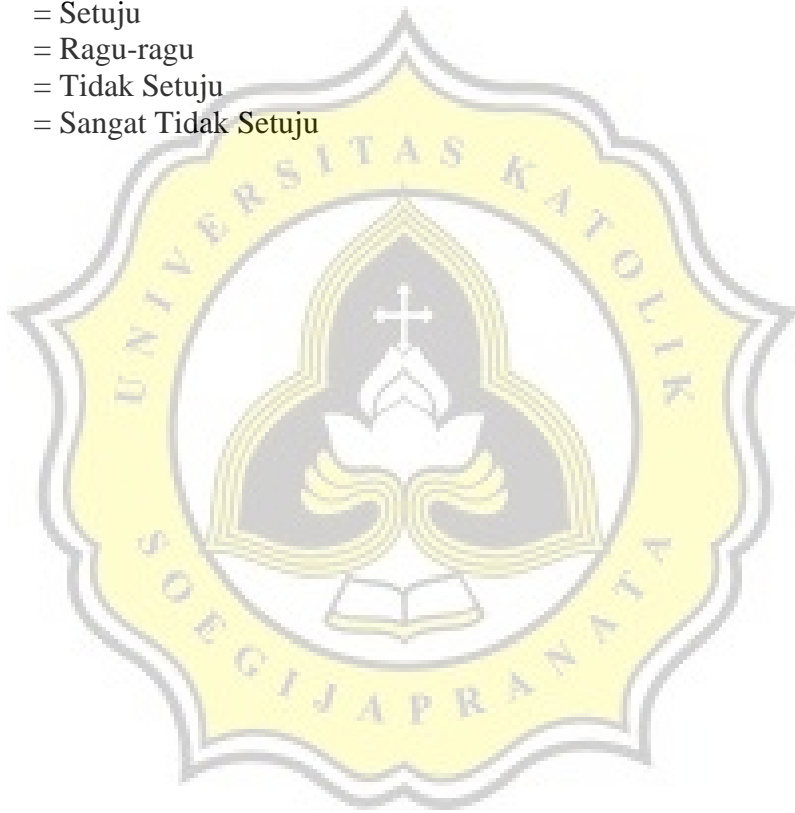 = Setuju
= Ragu-ragu
= Tidak Setuju
= Sangat Tidak Setuju
UNIVERSITAS KATOLIK
SOEGIJAPRANATA